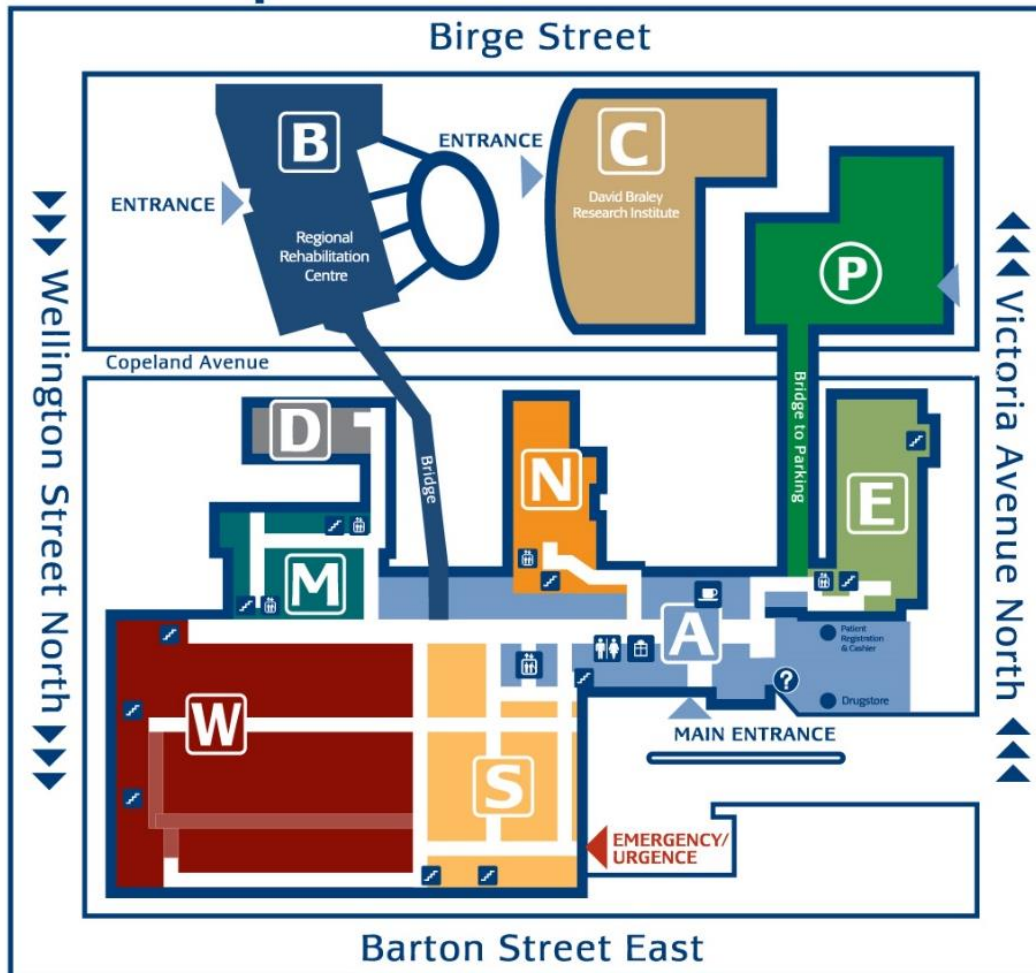 Birge Street
B
ENTRANCE
C
ENTRANCE
David Braley
Research Institute
Regional
Rehabilitation
Centre
P
Wellington Street North
Victoria Avenue North
Copeland Avenue
D
Bridge
N
Bridge to Parking
E
M
A
Patient
Registration
& Cashier
?
Drugstore
W
MAIN ENTRANCE
S
EMERGENCY/
URGENCE
Barton Street East